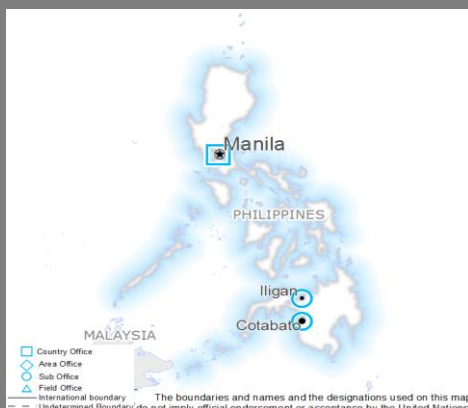 Manila
PHILIPPINES
Iligan
Cotabato
MALAYSIA
Country Office
Area Office
Sub Office
Field Office
International boundary
Undetermined Boundary
The boundaries and names and the designations used on this map
do not imply official endorsement or acceptance by the United Nations